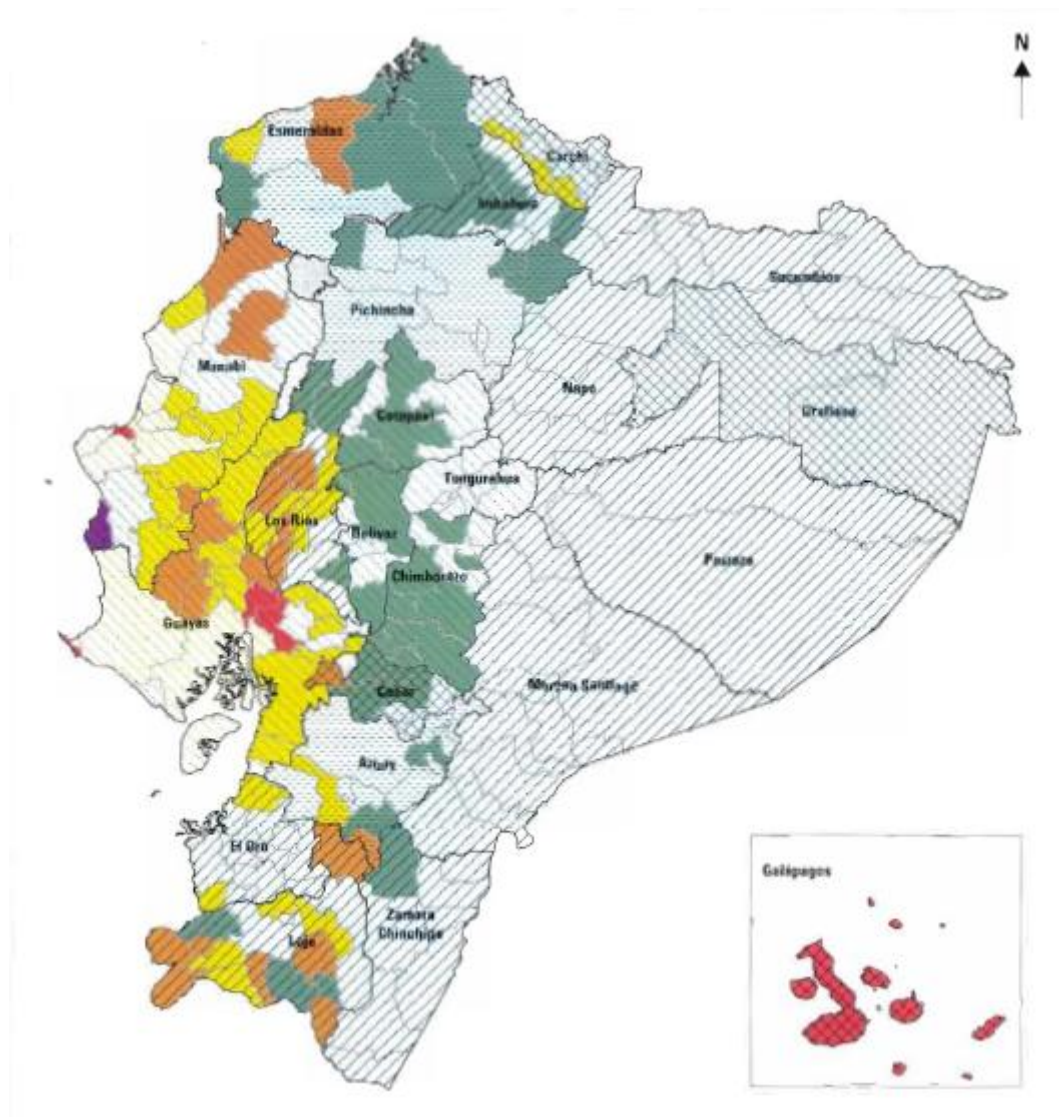 N
Esmeraldas
Carchi
Imbabura
Sucumbíos
Pichincha
Manabí
Napo
Cotopaxi
Orellana
Tungurahua
Los Ríos
Bolívar
Pastaza
Chimborazo
Guayas
Morona Santiago
Cañar
Azuay
El Oro
Galápagos
Zamora
Chinchipe
Loja